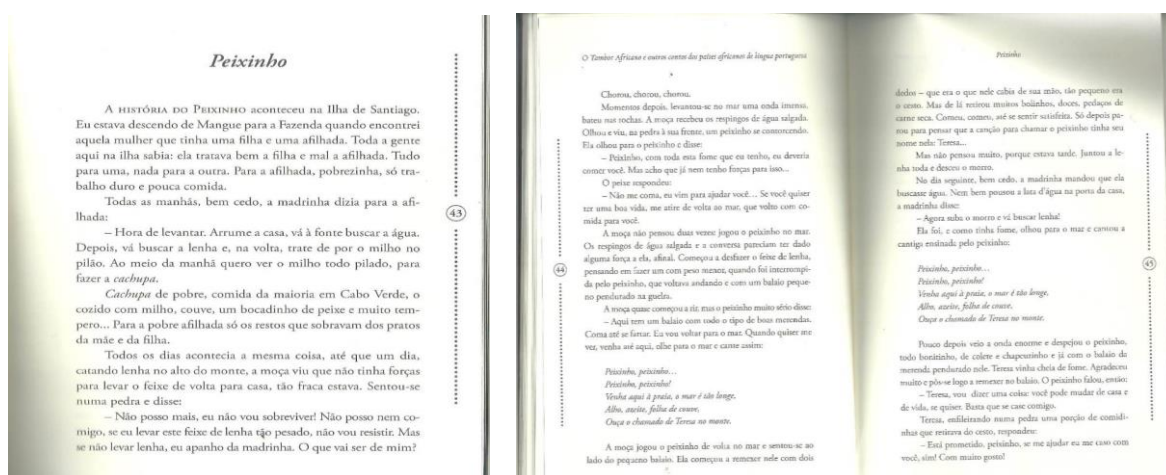 Peixinho
A HISTÓRIA DO PEIXINHO aconteceu na Ilha de Santiago.
Eu estava descendo de Mangue para a Fazenda quando encontrei
aquela mulher que tinha uma filha e uma afilhada. Toda a gente
aqui na ilha sabia: ela tratava bem a filha e mal a afilhada. Tudo
para uma, nada para a outra. Para a afilhada, pobrezinha, só tra-
balho duro e pouca comida.
Todas as manhãs, bem cedo, a madrinha dizia para a afi-
lhada:
– Hora de levantar. Arrume a casa, vá à fonte buscar a água.
Depois, vá buscar a lenha e, na volta, trate de por o milho no
pilão. Ao meio da manhã quero ver o milho todo pilado, para
fazer a cachupa.
Cachupa de pobre, comida da maioria em Cabo Verde, o
cozido com milho, couve, um bocadinho de peixe e muito tem-
pero... Para a pobre afilhada só os restos que sobravam dos pratos
da mãe e da filha.
Todos os dias acontecia a mesma coisa, até que um dia,
catando lenha no alto do monte, a moça viu que não tinha forças
para levar o feixe de volta para casa, tão fraca estava. Sentou-se
numa pedra e disse:
– Não posso mais, eu não vou sobreviver! Não posso nem co-
migo, se eu levar este feixe de lenha tão pesado, não vou resistir. Mas
se não levar lenha, eu apanho da madrinha. O que vai ser de mim?
43
O Tambor Africano e outros contos dos países africanos de língua portuguesa
Chorou, chorou, chorou.
Momentos depois, levantou-se no mar uma onda imensa,
bateu nas rochas. A moça recebeu os respingos de água salgada.
Olhou e viu, na pedra à sua frente, um peixinho se contorcendo.
Ela olhou para o peixinho e disse:
– Peixinho, com toda esta fome que eu tenho, eu deveria
comer você. Mas acho que já nem tenho forças para isso...
O peixe respondeu:
– Não me coma, eu vim para ajudar você... Se você quiser
ter uma boa vida, me atire de volta ao mar, que volto com co-
mida para você.
A moça não pensou duas vezes: jogou o peixinho no mar.
Os respingos de água salgada e a conversa pareciam ter dado
alguma força a ela, afinal. Começou a desfazer o feixe de lenha,
pensando em fazer um com peso menor, quando foi interrompi-
da pelo peixinho, que voltava andando e com um balaio peque-
no pendurado na guelra.
A moça quase começou a rir, mas o peixinho muito sério disse:
– Aqui tem um balaio com todo o tipo de boas merendas.
Coma até se fartar. Eu vou voltar para o mar. Quando quiser me
ver, venha até aqui, olhe para o mar e cante assim:
Peixinho, peixinho...
Peixinho, peixinho!
Venha aqui à praia, o mar é tão longe,
Alho, azeite, folha de couve,
Ouça o chamado de Teresa no monte.
A moça jogou o peixinho de volta no mar e sentou-se ao
lado do pequeno balaio. Ela começou a remexer nele com dois
44
Peixinho
dedos – que era o que nele cabia de sua mão, tão pequeno era
o cesto. Mas de lá retirou muitos bolinhos, doces, pedaços de
carne seca. Comeu, comeu, até se sentir satisfeita. Só depois pa-
rou para pensar que a canção para chamar o peixinho tinha seu
nome nela: Teresa...
Mas não pensou muito, porque estava tarde. Juntou a le-
nha toda e desceu o morro.
No dia seguinte, bem cedo, a madrinha mandou que ela
buscasse água. Nem bem pousou a lata d'água na porta da casa,
a madrinha disse:
– Agora suba o morro e vá buscar lenha!
Ela foi, e como tinha fome, olhou para o mar e cantou a
cantiga ensinada pelo peixinho:
Peixinho, peixinho...
Peixinho, peixinho!
Venha aqui à praia, o mar é tão longe,
Alho, azeite, folha de couve,
Ouça o chamado de Teresa no monte.
Pouco depois veio a onda enorme e despejou o peixinho,
todo bonitinho, de colete e chapeuzinho e já com o balaio da
merenda pendurado nele. Teresa vinha cheia de fome. Agradeceu
muito e pôs-se logo a remexer no balaio. O peixinho falou, então:
– Teresa, vou dizer uma coisa: você pode mudar de casa e
de vida, se quiser. Basta que se case comigo.
Teresa, enfileirando numa pedra uma porção de comidi-
nhas que retirava do cesto, respondeu:
– Está prometido, peixinho, se me ajudar eu me caso com
você, sim! Com muito gosto!
45